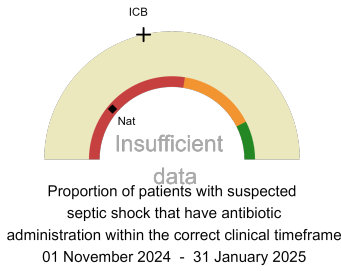 ICB
Nat
Insufficient
data
Proportion of patients with suspected
septic shock that have antibiotic
administration within the correct clinical timeframe
01 November 2024 - 31 January 2025